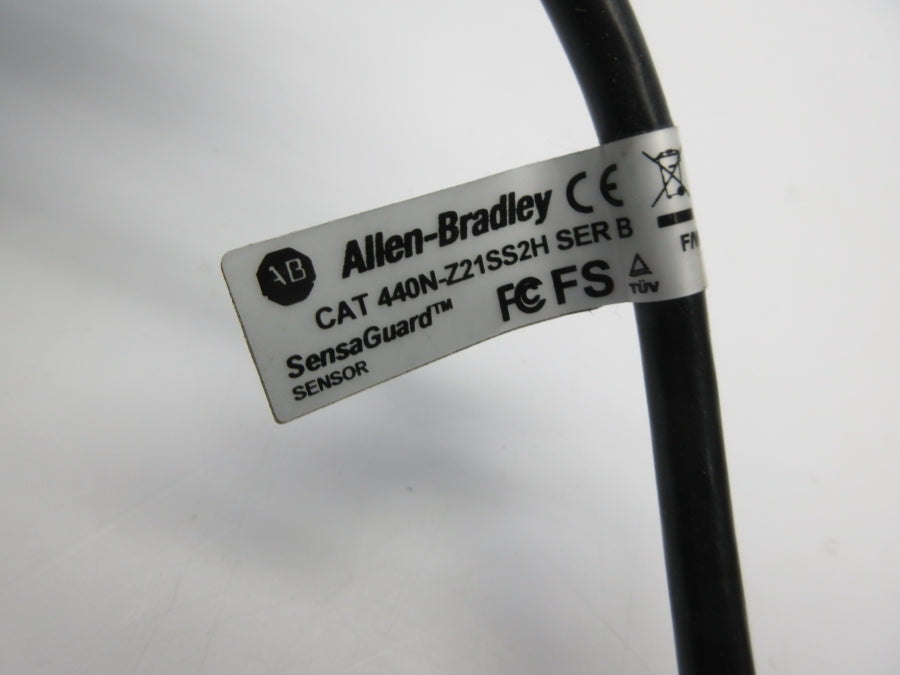 AB
Allen-Bradley CE
CAT 440N-Z21SS2H SER B
SensaGuard™ FC FS TÜV
SENSOR